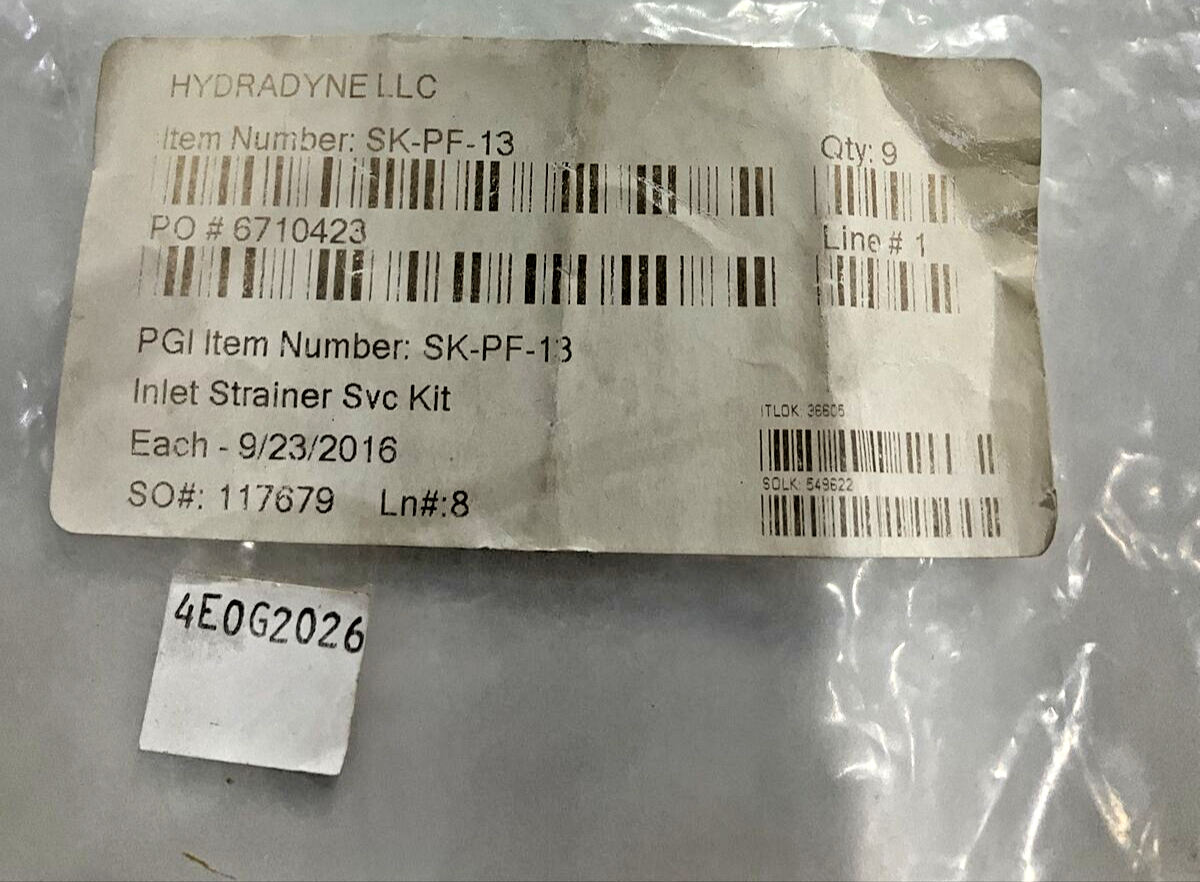 HYDRADYNE LLC
Item Number: SK-PF-13
Qty: 9
PO # 6710423
Line # 1
PGI Item Number: SK-PF-13
Inlet Strainer Svc Kit
Each - 9/23/2016
SO#: 117679 Ln#:8
ITLOK: 36605
SOLK: 549622
4E0G2026